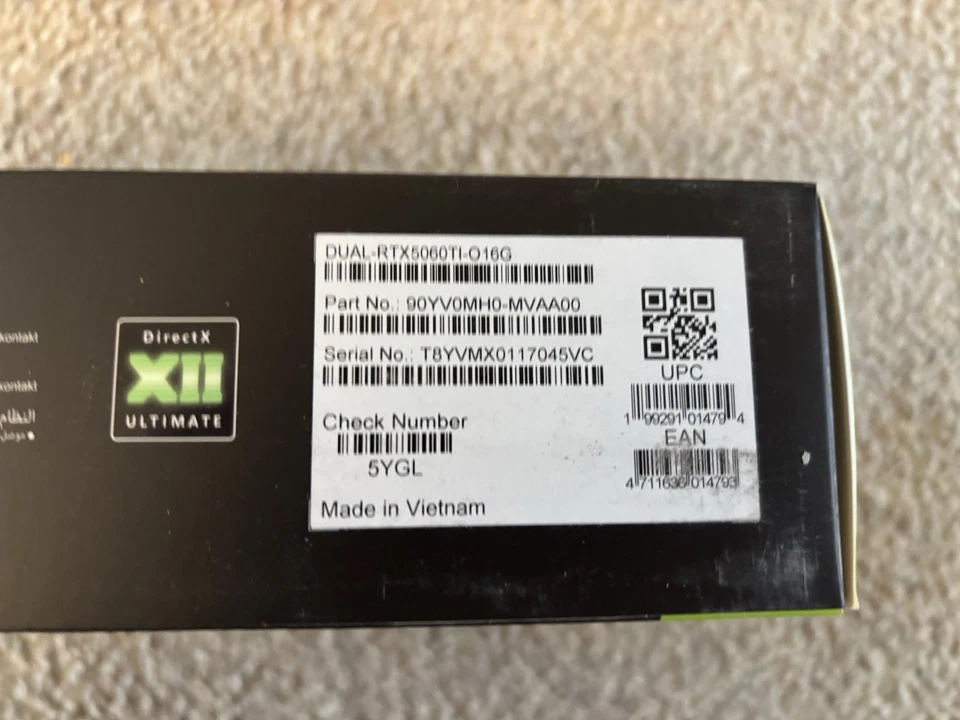 DUAL-RTX5060TI-O16G
Part No.: 90YV0MH0-MVAA00
Serial No.: T8YVMX0117045VC
Check Number
5YGL
Made in Vietnam
UPC
1 99291 01479 4
EAN
4 711636 014793
DirectX
XII
ULTIMATE
kontakt
kontakt
النظام